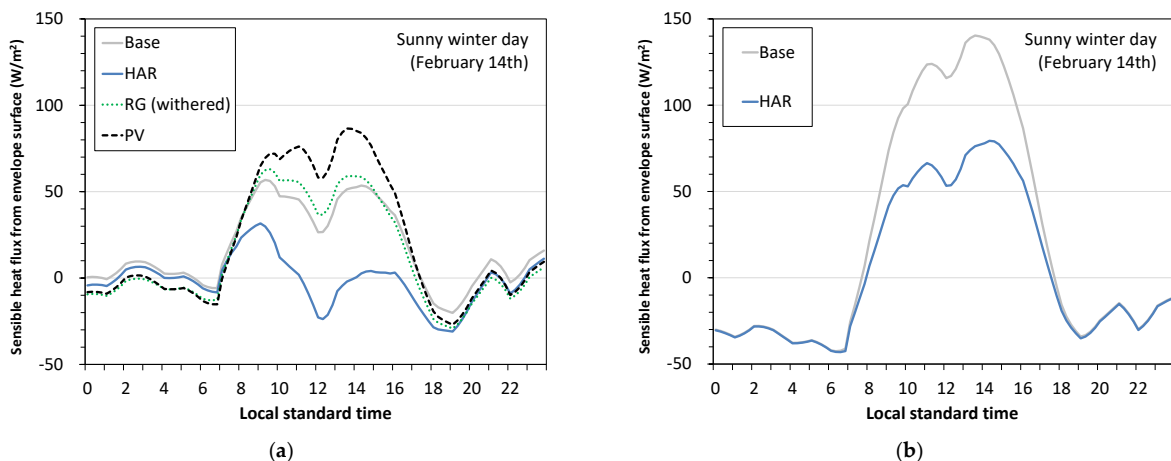 Sensible heat flux from envelope surface (W/m²)
150
100
50
0
-50
Base
HAR
RG (withered)
PV
Sunny winter day
(February 14th)
0 2 4 6 8 10 12 14 16 18 20 22
Local standard time
(a)
Sensible heat flux from envelope surface (W/m²)
150
100
50
0
-50
Base
HAR
Sunny winter day
(February 14th)
0 2 4 6 8 10 12 14 16 18 20 22
Local standard time
(b)